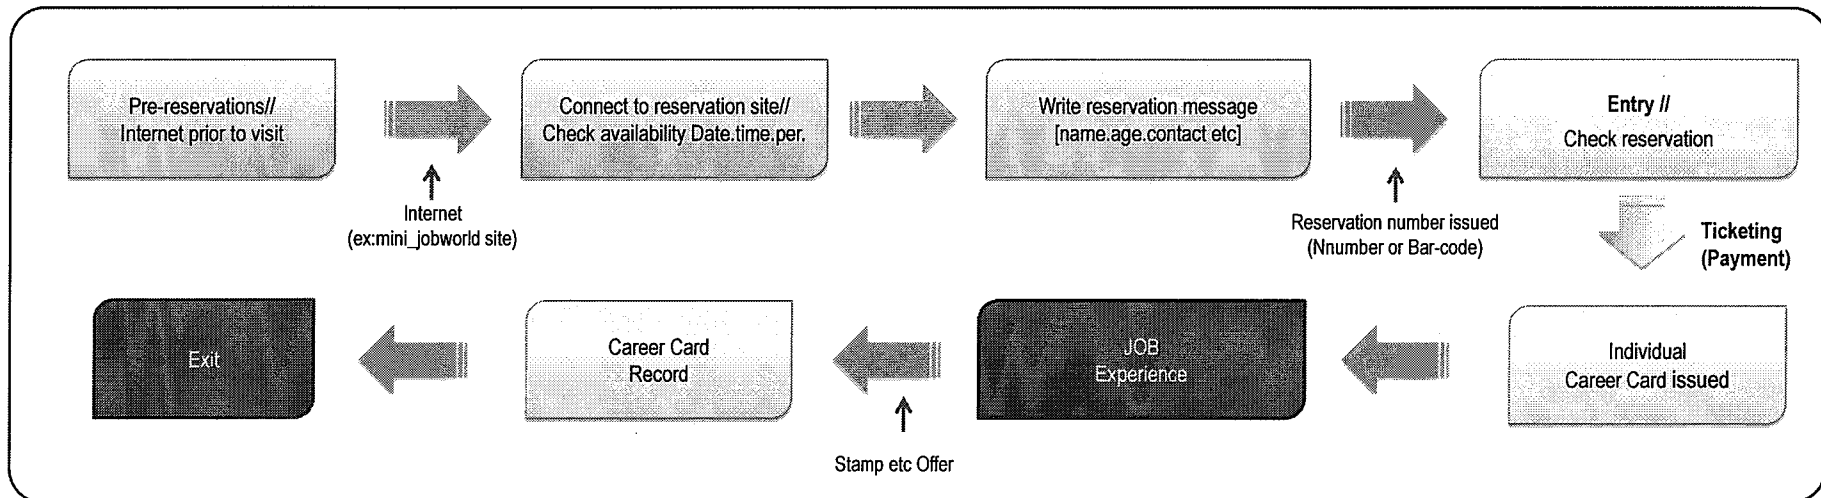 Pre-reservations//
Internet prior to visit
Internet
(ex:mini_jobworld site)
Connect to reservation site//
Check availability Date.time.per.
Write reservation message
[name.age.contact etc]
Reservation number issued
(Nnumber or Bar-code)
Entry //
Check reservation
Ticketing
(Payment)
Individual
Career Card issued
JOB
Experience
Stamp etc Offer
Career Card
Record
Exit